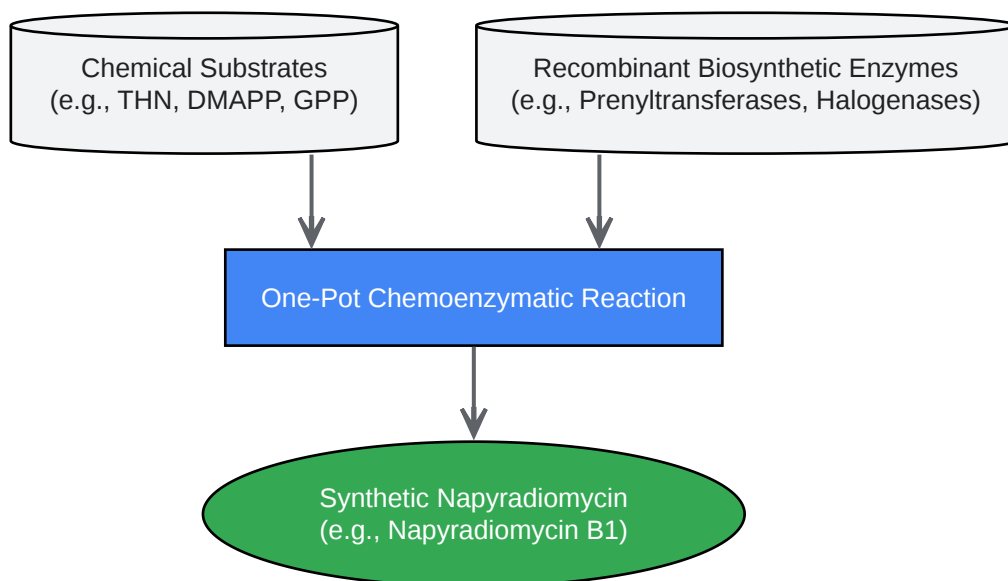 Chemical Substrates
(e.g., THN, DMAPP, GPP)
Recombinant Biosynthetic Enzymes
(e.g., Prenyltransferases, Halogenases)
One-Pot Chemoenzymatic Reaction
Synthetic Napyradiomycin
(e.g., Napyradiomycin B1)